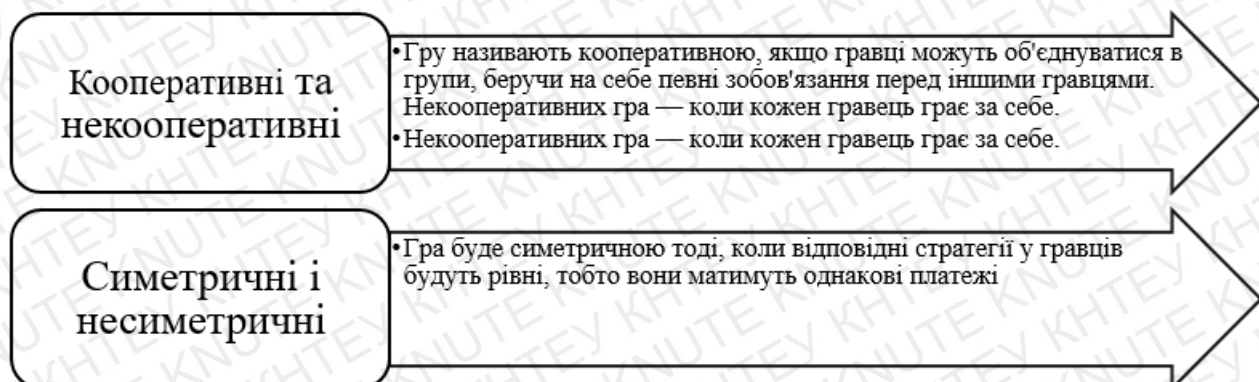 Кооперативні та
некооперативні
•Гру називають кооперативною, якщо гравці можуть об'єднуватися в
групи, беручи на себе певні зобов'язання перед іншими гравцями.
Некооперативних гра — коли кожен гравець грає за себе.
•Некооперативних гра — коли кожен гравець грає за себе.
Симетричні і
несиметричні
•Гра буде симетричною тоді, коли відповідні стратегії у гравців
будуть рівні, тобто вони матимуть однакові платежі